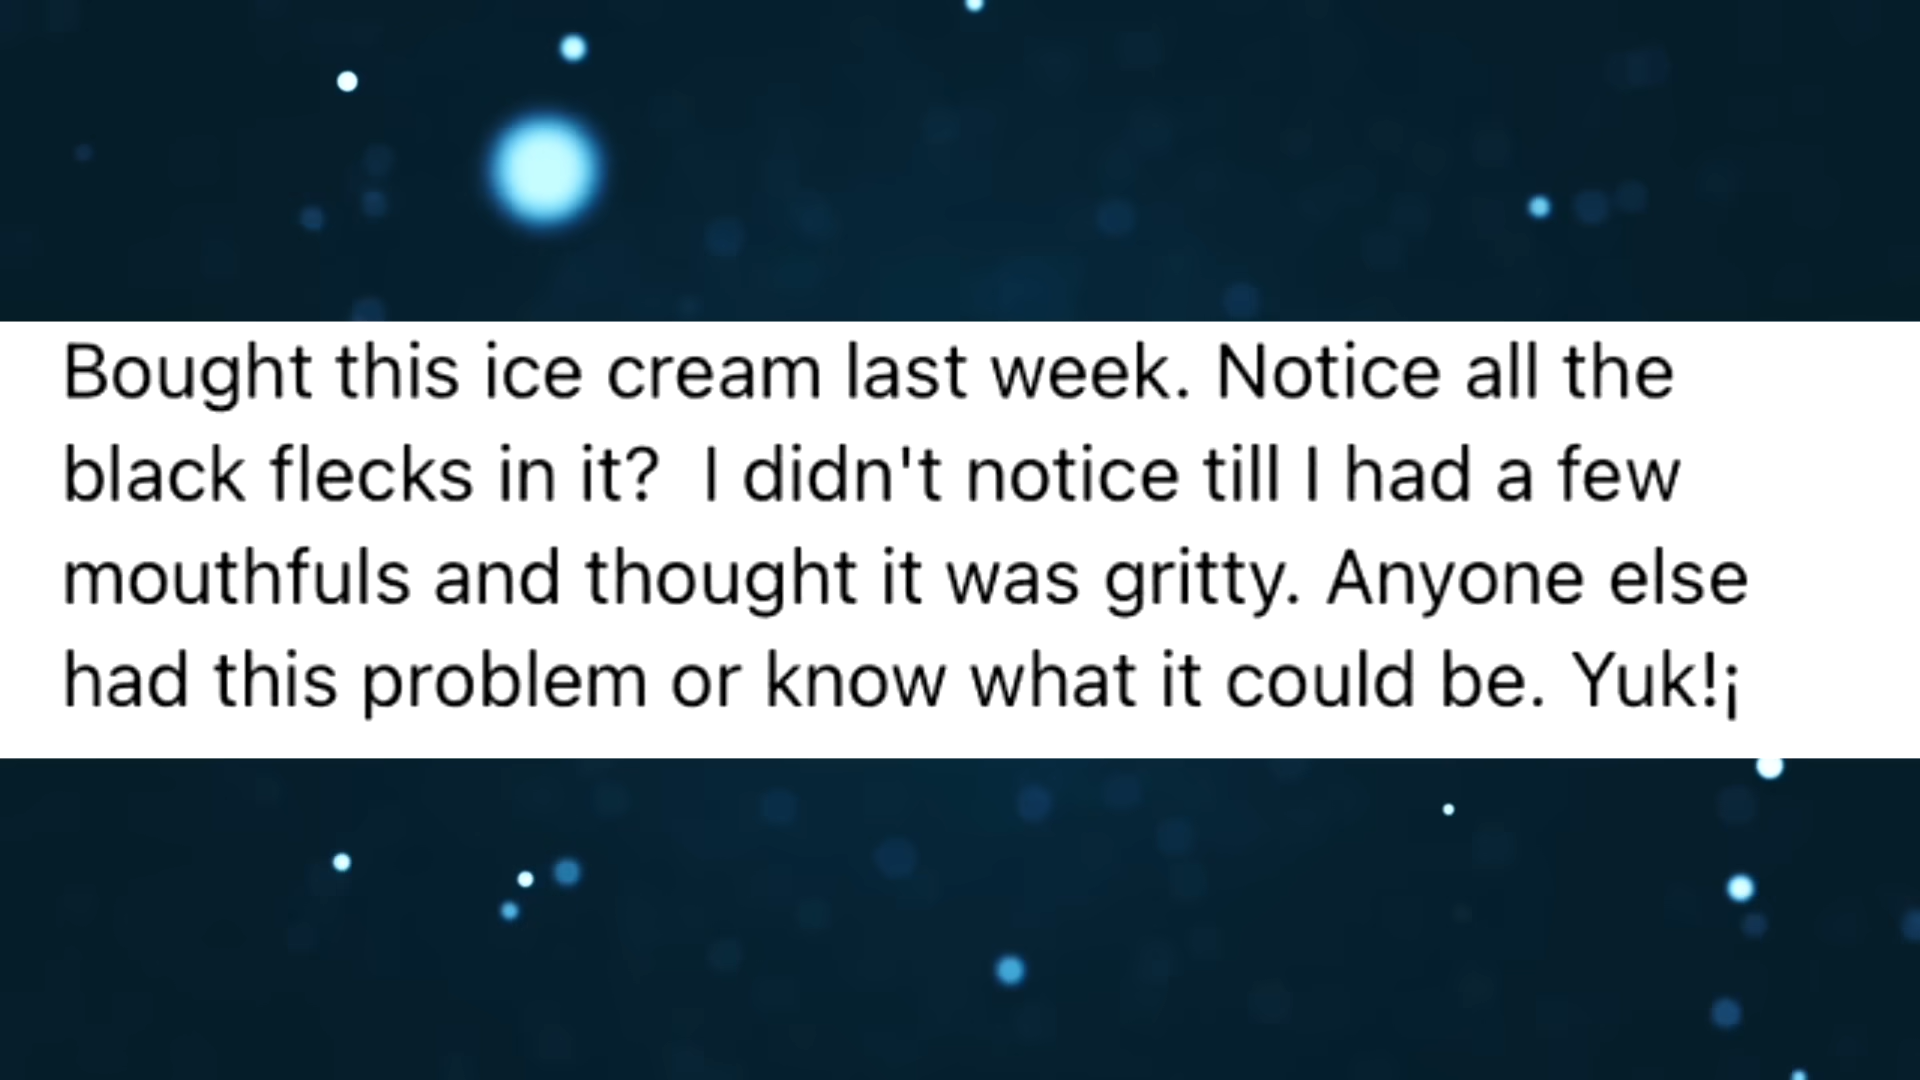 Bought this ice cream last week. Notice all the
black flecks in it?  I didn't notice till I had a few
mouthfuls and thought it was gritty. Anyone else
had this problem or know what it could be. Yuk!¡